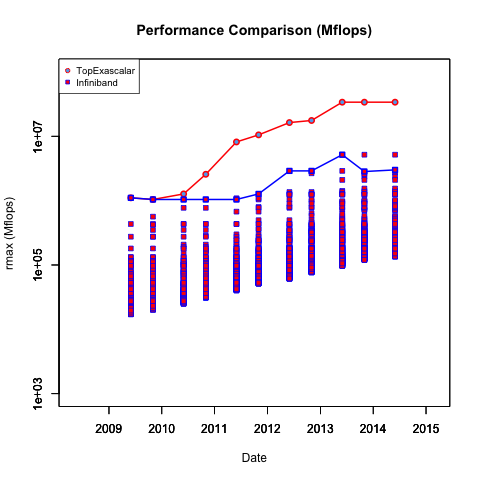 Performance Comparison (Mflops)
TopExascalar
Infiniband
1e+07
1e+05
1e+03
rmax (Mflops)
2009 2010 2011 2012 2013 2014 2015
Date